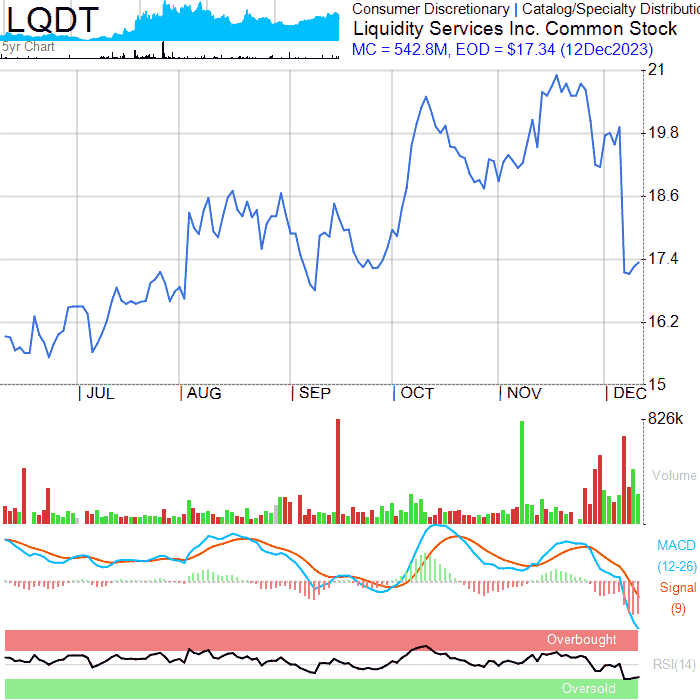 LQDT
5yr Chart
Consumer Discretionary | Catalog/Specialty Distributio
Liquidity Services Inc. Common Stock
MC = 542.8M, EOD = $17.34 (12Dec2023)
21
19.8
18.6
17.4
16.2
15
| JUL | AUG | SEP | OCT | NOV | DEC
826k
Volume
MACD
(12-26)
Signal
(9)
Overbought
RSI(14)
Oversold